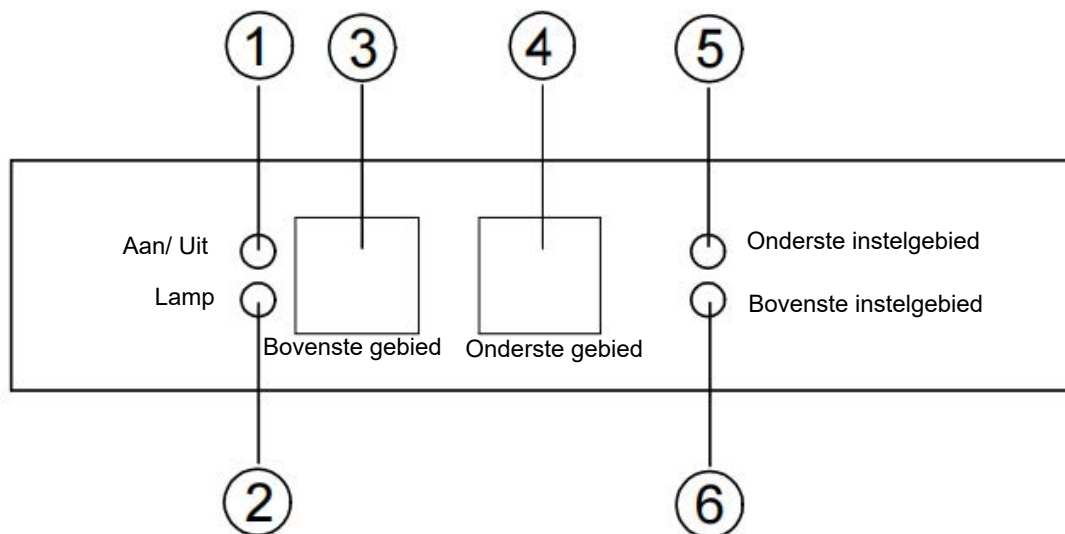 1 3 4 5
Aan/ Uit
Lamp
Bovenste gebied
Onderste gebied
Onderste instelgebied
Bovenste instelgebied
2 6